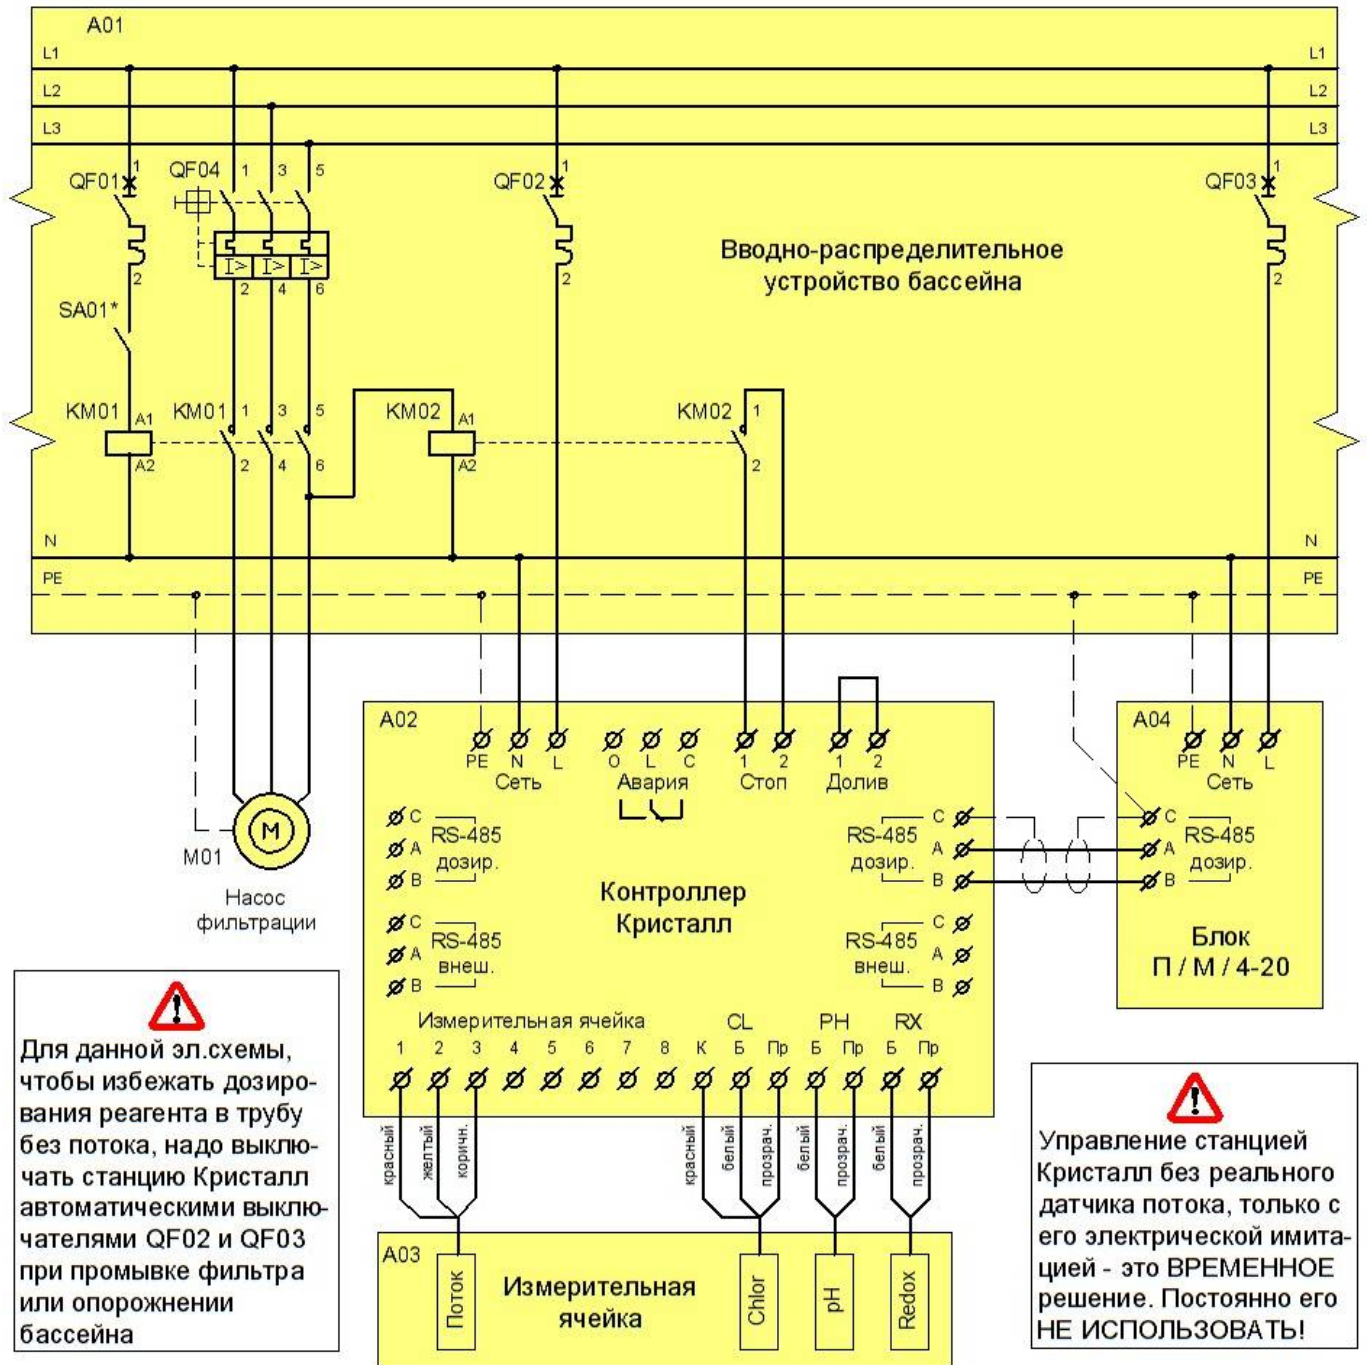 A01
L1 L1
L2 L2
L3 L3
QF01 1 QF04 1 3 5 QF02 1 QF03 1
I> I> I>
2 2 4 6 2 2
Вводно-распределительное
устройство бассейна
SA01*
KM01 A1 KM01 1 3 5 KM02 A1 KM02 1
A2 2 4 6 A2 2
N N
PE PE
A02 A04
PE N L O L C 1 2 1 2 PE N L
Сеть Авария Стоп Долив Сеть
M
M01
Насос
фильтрации
C RS-485 RS-485 C C RS-485
A дозир. дозир. A A дозир.
B B B
Контроллер
Кристалл
C RS-485 RS-485 C
A внеш. внеш. A
B B
Блок
П / М / 4-20
Измерительная ячейка CL PH RX
1 2 3 4 5 6 7 8 К Б Пр Б Пр Б Пр
красный желтый коричн. красный белый прозрач. белый прозрач. белый прозрач.
A03
Поток
Измерительная
ячейка
Chlor pH Redox
!
Для данной эл.схемы,
чтобы избежать дозиро-
вания реагента в трубу
без потока, надо выклю-
чать станцию Кристалл
автоматическими выклю-
чателями QF02 и QF03
при промывке фильтра
или опорожнении
бассейна
!
Управление станцией
Кристалл без реального
датчика потока, только с
его электрической имита-
цией - это ВРЕМЕННОЕ
решение. Постоянно его
НЕ ИСПОЛЬЗОВАТЬ!